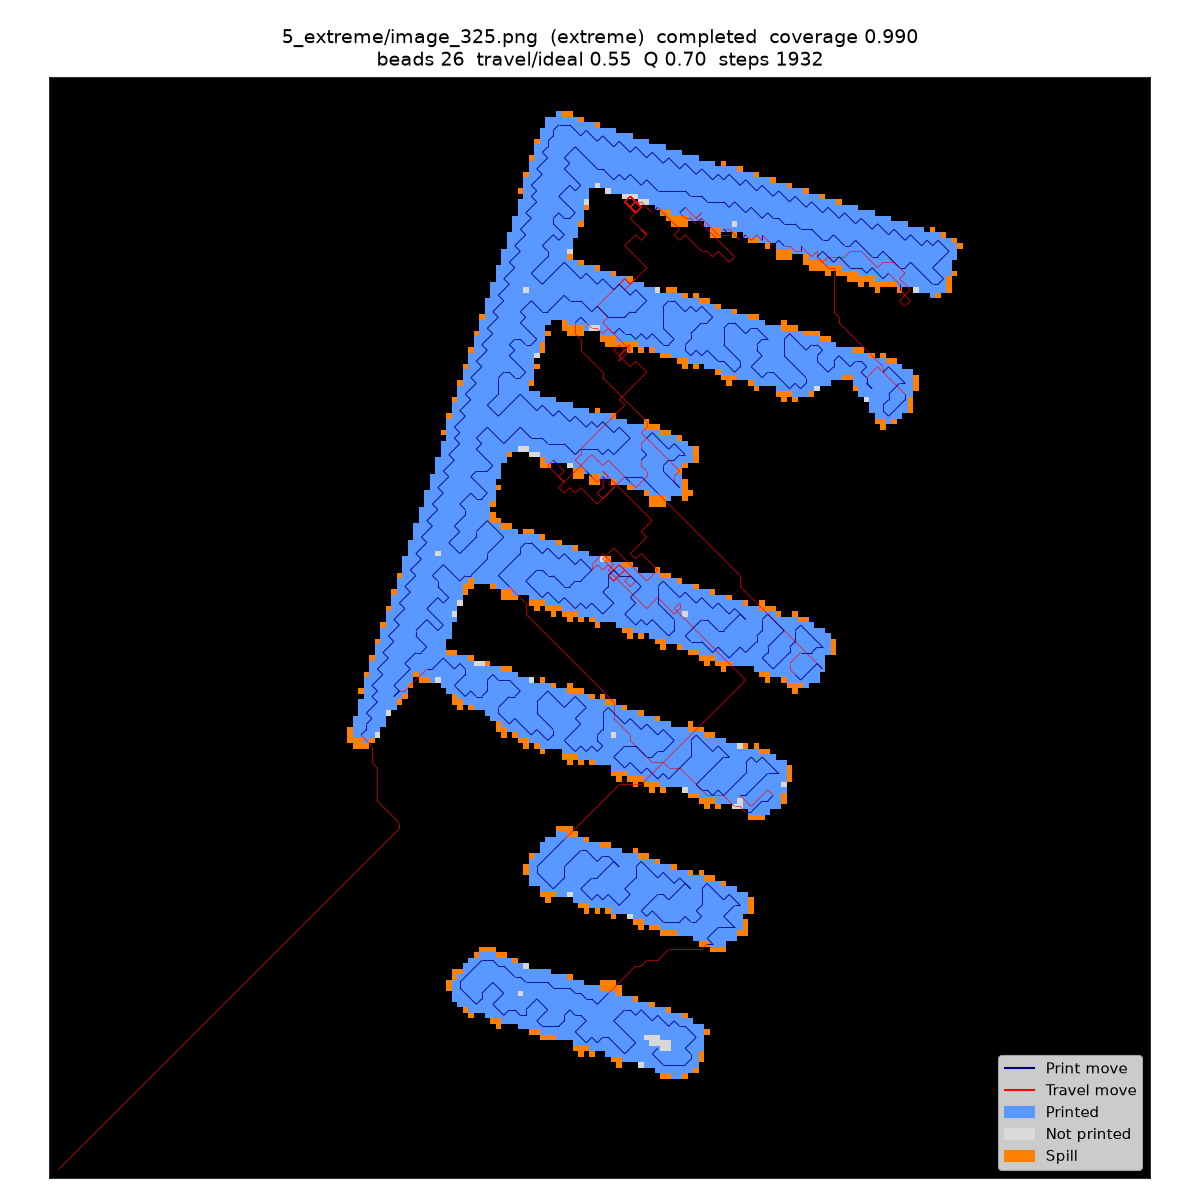 5_extreme/image_325.png  (extreme)  completed  coverage 0.990
beads 26  travel/ideal 0.55  Q 0.70  steps 1932
Print move
Travel move
Printed
Not printed
Spill